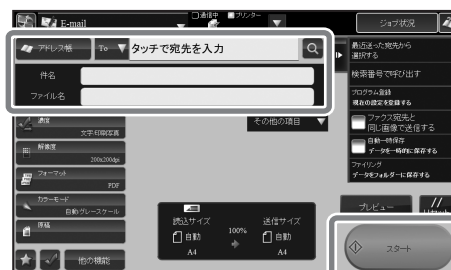 E-mail
通信中
プリンター
ジョブ状況
アドレス帳
To
タッチで宛先を入力
件名
ファイル名
最近送った宛先から
選択する
検索番号で呼び出す
プログラム登録
現在の設定を登録する
ファクス宛先と
同じ画像で送信する
自動一時保存
データを一時的に保存する
ファイリング
データをフォルダーに保存する
濃度
文字/印刷写真
解像度
200x200dpi
フォーマット
PDF
カラーモード
自動/グレースケール
原稿
他の機能
その他の項目
読込サイズ
自動
A4
100%
送信サイズ
自動
A4
プレビュー
リセット
スタート